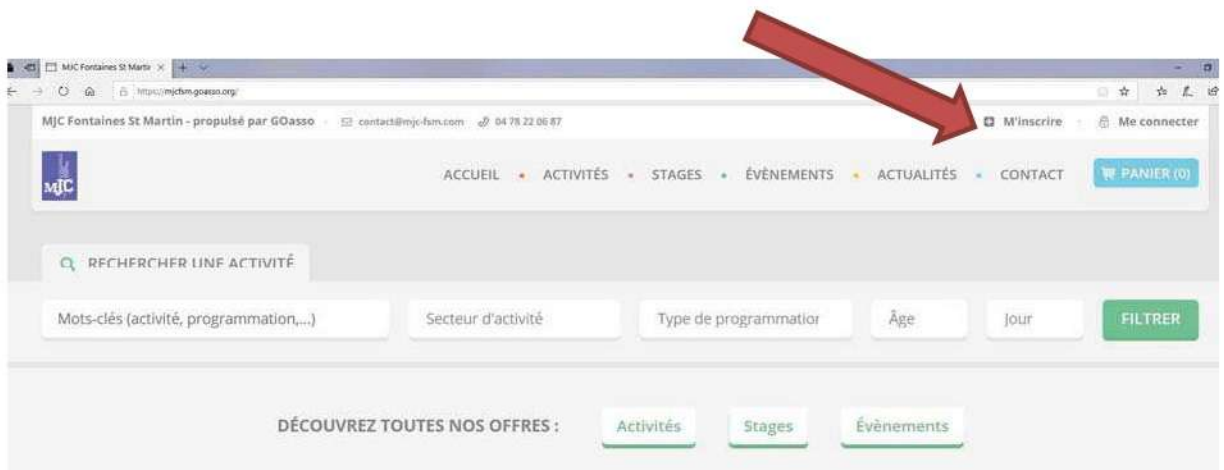 MJC Fontaines St Martin
https://mjcfsm.goasso.org/
MJC Fontaines St Martin - propulsé par GOasso contact@mjc-fsm.com 04 78 22 06 87 M'inscrire Me connecter
MJC ACCUEIL • ACTIVITÉS • STAGES • ÉVÈNEMENTS • ACTUALITÉS • CONTACT PANIER (0)
RECHERCHER UNE ACTIVITÉ
Mots-clés (activité, programmation,...) Secteur d'activité Type de programmation Âge Jour FILTRER
DÉCOUVREZ TOUTES NOS OFFRES : Activités Stages Évènements